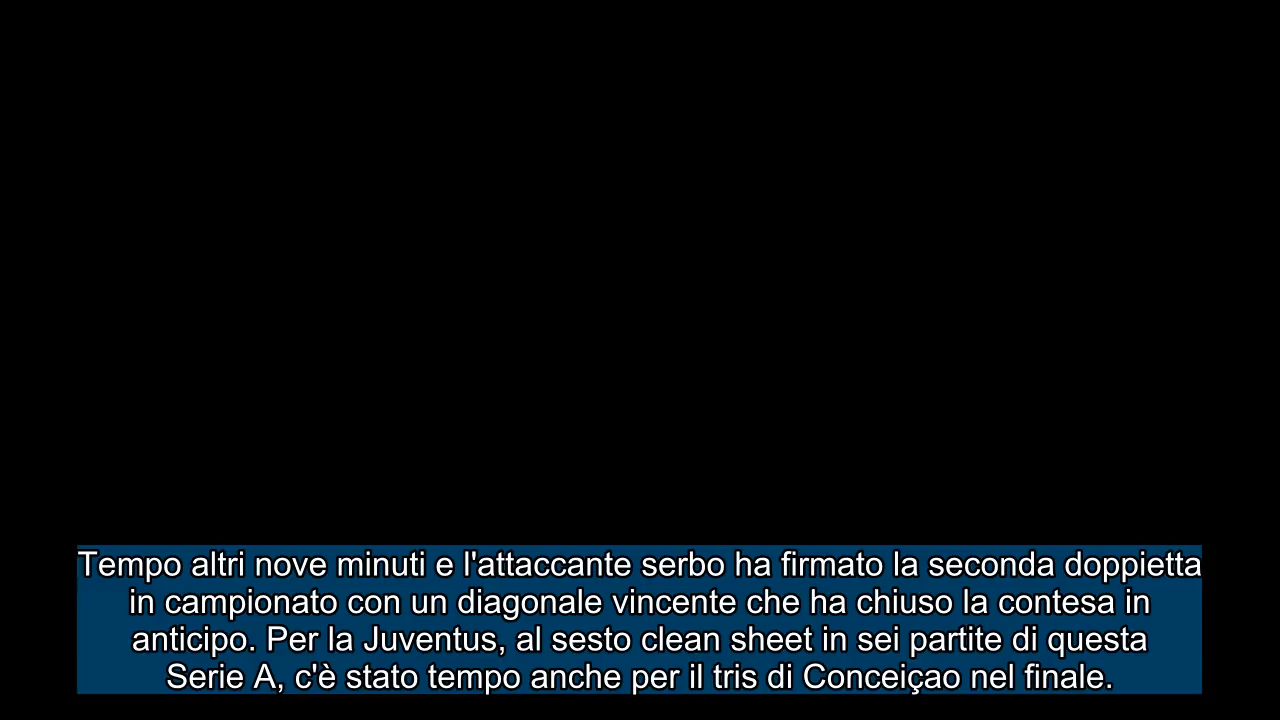 Tempo altri nove minuti e l'attaccante serbo ha firmato la seconda doppietta
in campionato con un diagonale vincente che ha chiuso la contesa in
anticipo. Per la Juventus, al sesto clean sheet in sei partite di questa
Serie A, c'è stato tempo anche per il tris di Conceiçao nel finale.